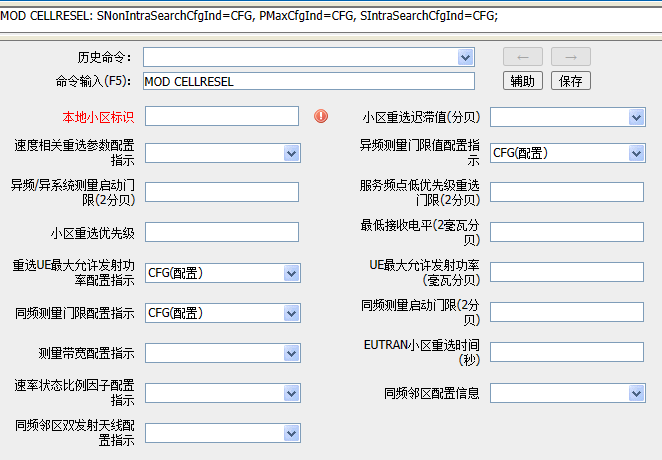 MOD CELLRESEL: SNonIntraSearchCfgInd=CFG, PMaxCfgInd=CFG, SIntraSearchCfgInd=CFG;
历史命令:
← →
命令输入(F5): MOD CELLRESEL
辅助 保存
本地小区标识
小区重选迟滞值(分贝)
速度相关重选参数配置
指示
异频测量门限值配置指
示
CFG(配置)
异频/异系统测量启动门
限(2分贝)
服务频点低优先级重选
门限(2分贝)
小区重选优先级
最低接收电平(2毫瓦分
贝)
重选UE最大允许发射功
率配置指示
CFG(配置)
UE最大允许发射功率
(毫瓦分贝)
同频测量门限配置指示
CFG(配置)
同频测量启动门限(2分
贝)
测量带宽配置指示
EUTRAN小区重选时间
(秒)
速率状态比例因子配置
指示
同频邻区配置信息
同频邻区双发射天线配
置指示